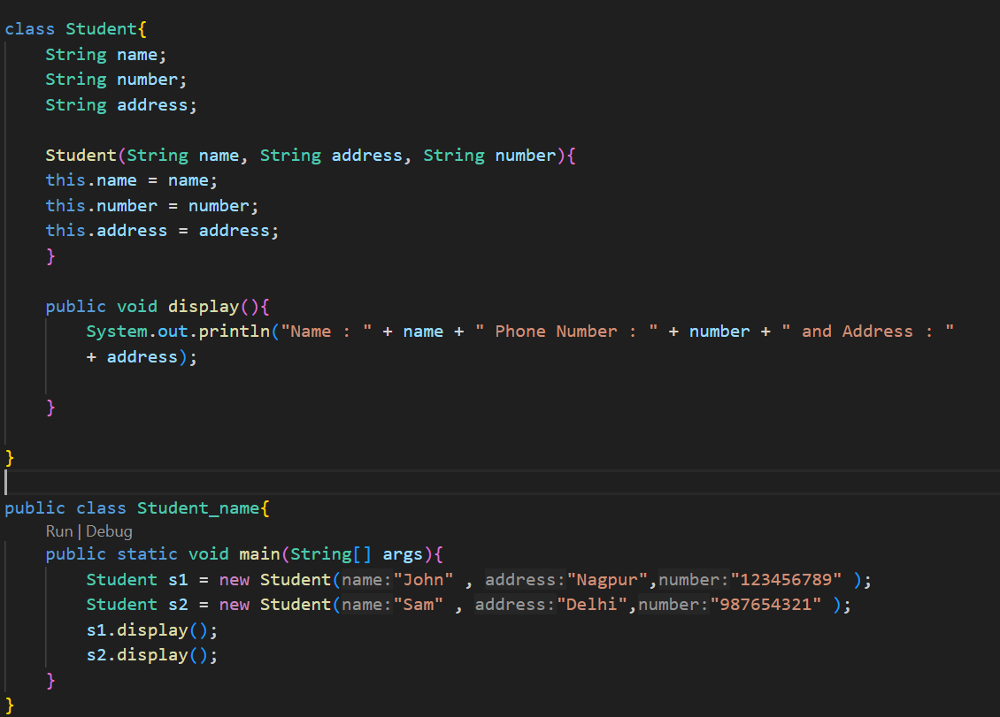 class Student{
    String name;
    String number;
    String address;

    Student(String name, String address, String number){
    this.name = name;
    this.number = number;
    this.address = address;
    }

    public void display(){
        System.out.println("Name : " + name + " Phone Number : " + number + " and Address : "
        + address);

    }

}

public class Student_name{
    Run | Debug
    public static void main(String[] args){
        Student s1 = new Student(name:"John" , address:"Nagpur",number:"123456789" );
        Student s2 = new Student(name:"Sam" , address:"Delhi",number:"987654321" );
        s1.display();
        s2.display();
    }
}